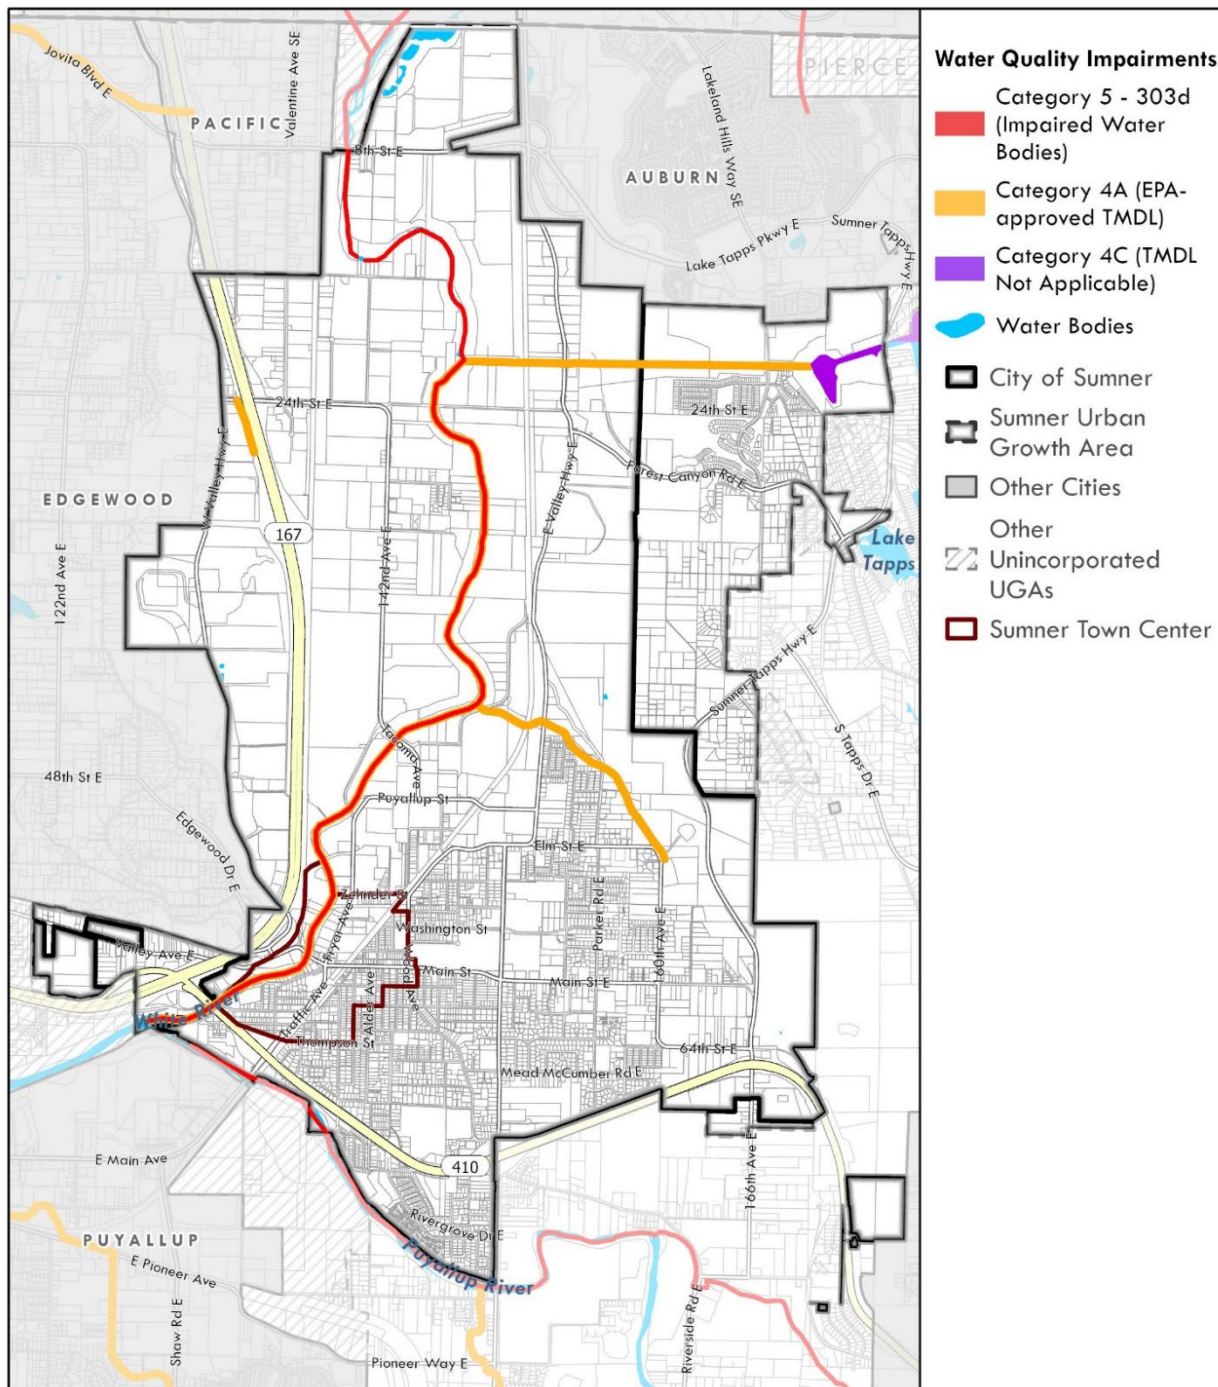 Jovita Blvd E
Valentine Ave SE
PACIFIC
8th St E
Lakeland Hills Way SE
PIERCE
AUBURN
Sumner Tapps Hwy E
Lake Tapps Pkwy E
24th St E
24th St E
W Valley Hwy E
E Valley Hwy E
Forest Canyon Rd E
EDGEWOOD
167
142nd Ave E
122nd Ave E
Lake
Tapps
Sumner-Tapps Hwy E
S Tapps Dr E
48th St E
Tacoma Ave
Puyallup St
Edgewood Dr E
Elm St E
Zehnder St
Fryar Ave
Washington St
Parker Rd E
160th Ave E
Valley Ave E
Wood Ave
Main St
Main St E
White River
Traffic Ave
Alder Ave
Thompson St
64th St E
Mead McCumber Rd E
E Main Ave
410
166th Ave E
Rivergrove Dr E
PUYALLUP
Puyallup River
E Pioneer Ave
Shaw Rd E
Riverside Rd E
Pioneer Way E
Water Quality Impairments
Category 5 - 303d
(Impaired Water
Bodies)
Category 4A (EPA-
approved TMDL)
Category 4C (TMDL
Not Applicable)
Water Bodies
City of Sumner
Sumner Urban
Growth Area
Other Cities
Other
Unincorporated
UGAs
Sumner Town Center